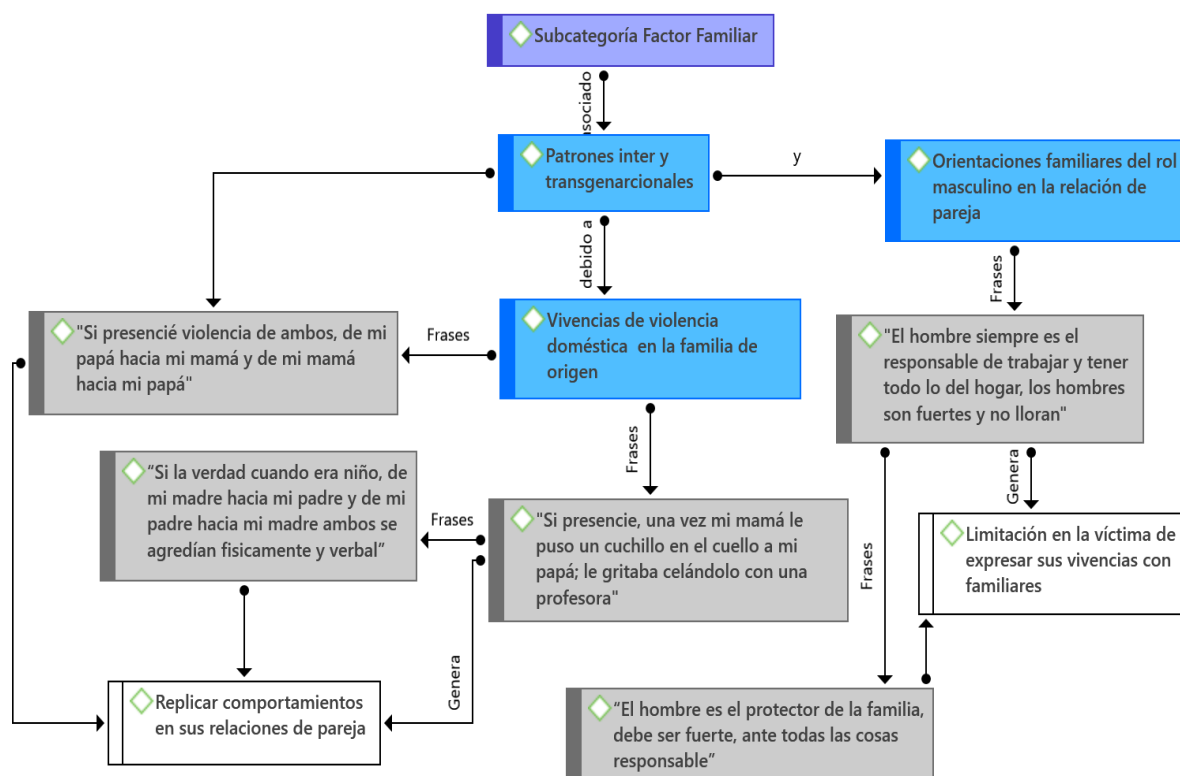 Subcategoría Factor Familiar
asociado
Patrones inter y
transgenarcionales
y
Orientaciones familiares del rol
masculino en la relación de
pareja
debido a
Frases
"Si presencié violencia de ambos, de mi
papá hacia mi mamá y de mi mamá
hacia mi papá"
Frases
Vivencias de violencia
doméstica en la familia de
origen
"El hombre siempre es el
responsable de trabajar y tener
todo lo del hogar, los hombres
son fuertes y no lloran"
Frases
Genera
“Si la verdad cuando era niño, de
mi madre hacia mi padre y de mi
padre hacia mi madre ambos se
agredían fisicamente y verbal”
Frases
"Si presencie, una vez mi mamá le
puso un cuchillo en el cuello a mi
papá; le gritaba celándolo con una
profesora"
Frases
Limitación en la víctima de
expresar sus vivencias con
familiares
Genera
Replicar comportamientos
en sus relaciones de pareja
“El hombre es el protector de la familia,
debe ser fuerte, ante todas las cosas
responsable”